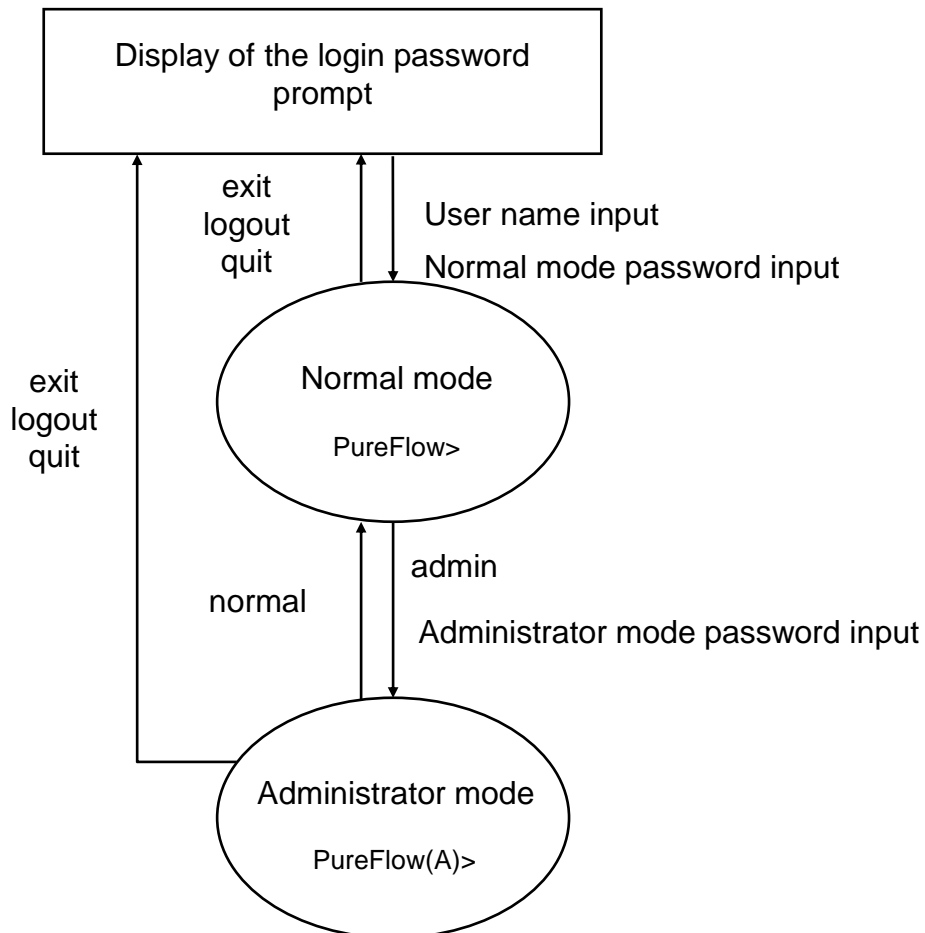 Display of the login password
prompt
exit
logout
quit
User name input
Normal mode password input
Normal mode
PureFlow>
exit
logout
quit
normal
admin
Administrator mode password input
Administrator mode
PureFlow(A)>